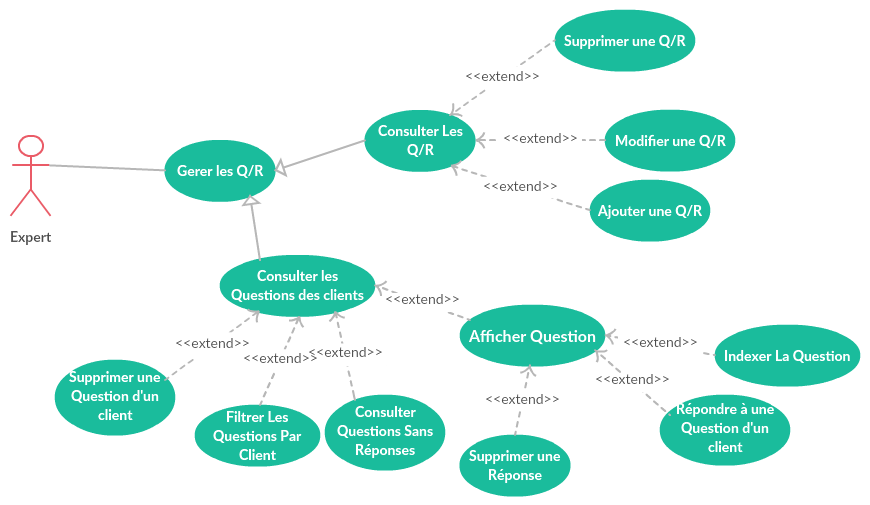 Supprimer une Q/R
<<extend>>
Consulter Les
Q/R
<<extend>>
Modifier une Q/R
Gerer les Q/R
<<extend>>
Ajouter une Q/R
Expert
Consulter les
Questions des clients
<<extend>>
Afficher Question
<<extend>>
<<extend>>
<<extend>>
<<extend>>
Indexer La Question
Supprimer une
Question d'un
client
<<extend>>
<<extend>>
Filtrer Les
Questions Par
Client
Consulter
Questions Sans
Réponses
Répondre à une
Question d'un
client
Supprimer une
Réponse